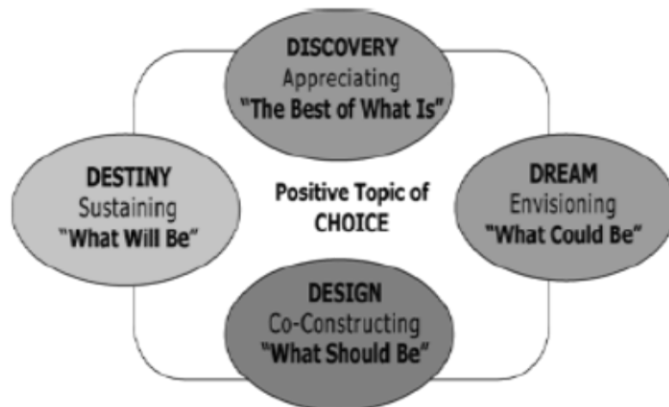 DISCOVERY
Appreciating
"The Best of What Is"
DESTINY
Sustaining
"What Will Be"
Positive Topic of
CHOICE
DREAM
Envisioning
"What Could Be"
DESIGN
Co-Constructing
"What Should Be"